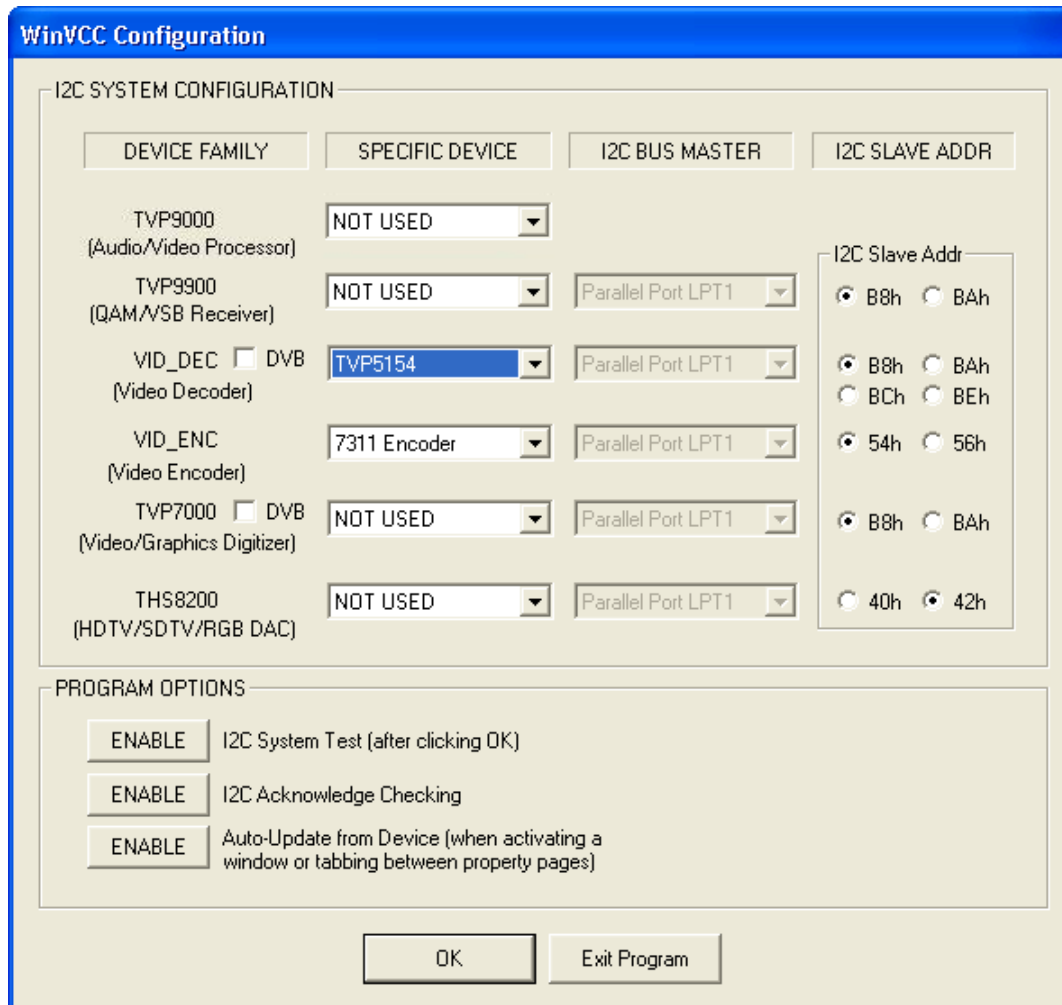 WinVCC Configuration
I2C SYSTEM CONFIGURATION
DEVICE FAMILY SPECIFIC DEVICE I2C BUS MASTER I2C SLAVE ADDR
TVP9000 NOT USED
(Audio/Video Processor)
I2C Slave Addr
TVP9900 NOT USED Parallel Port LPT1 B8h BAh
(QAM/VSB Receiver)
VID_DEC DVB TVP5154 Parallel Port LPT1 B8h BAh
(Video Decoder) BCh BEh
VID_ENC 7311 Encoder Parallel Port LPT1 54h 56h
(Video Encoder)
TVP7000 DVB NOT USED Parallel Port LPT1 B8h BAh
(Video/Graphics Digitizer)
THS8200 NOT USED Parallel Port LPT1 40h 42h
(HDTV/SDTV/RGB DAC)
PROGRAM OPTIONS
ENABLE I2C System Test (after clicking OK)
ENABLE I2C Acknowledge Checking
ENABLE Auto-Update from Device (when activating a
window or tabbing between property pages)
OK Exit Program